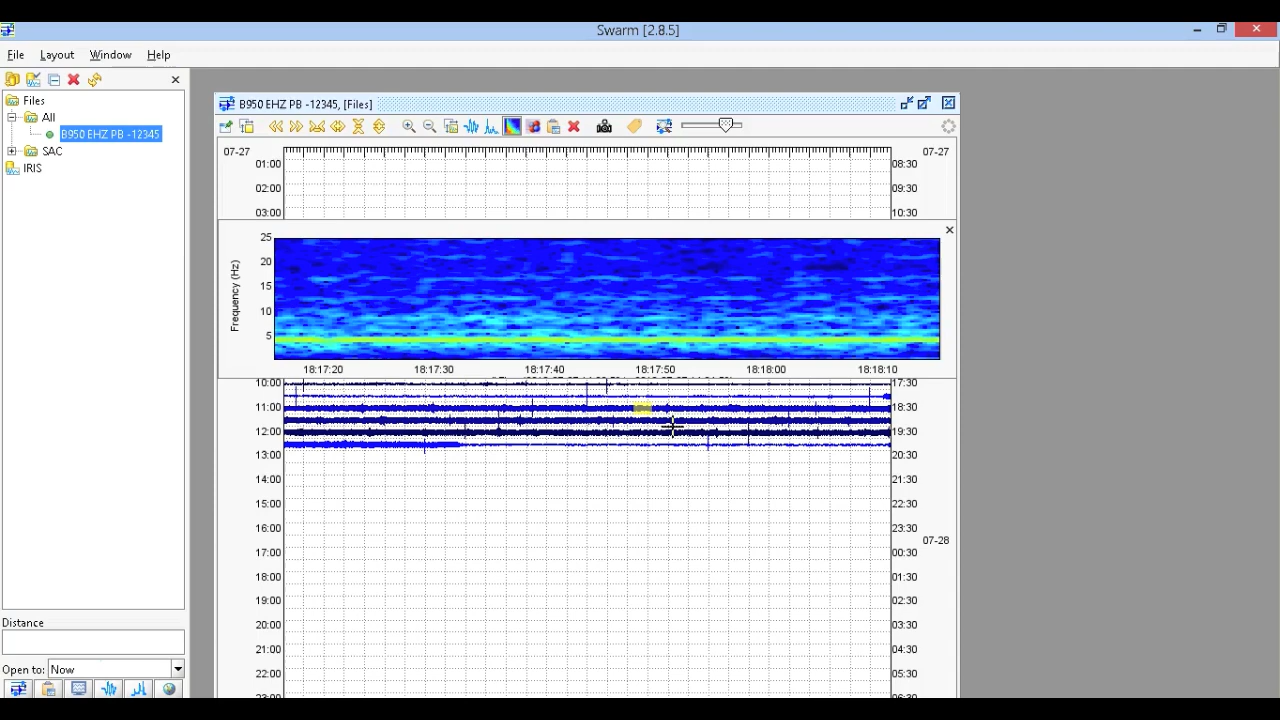 Swarm [2.8.5]
File Layout Window Help
Files
All
B950 EHZ PB -12345
SAC
IRIS
Distance
Open to: Now
B950 EHZ PB -12345, [Files]
07-27 07-27
01:00 08:30
02:00 09:30
03:00 10:30
Frequency (Hz)
25
20
15
10
5
18:17:20 18:17:30 18:17:40 18:17:50 18:18:00 18:18:10
10:00 17:30
11:00 18:30
12:00 19:30
13:00 20:30
14:00 21:30
15:00 22:30
16:00 23:30
07-28
17:00 00:30
18:00 01:30
19:00 02:30
20:00 03:30
21:00 04:30
22:00 05:30
23:00 06:30